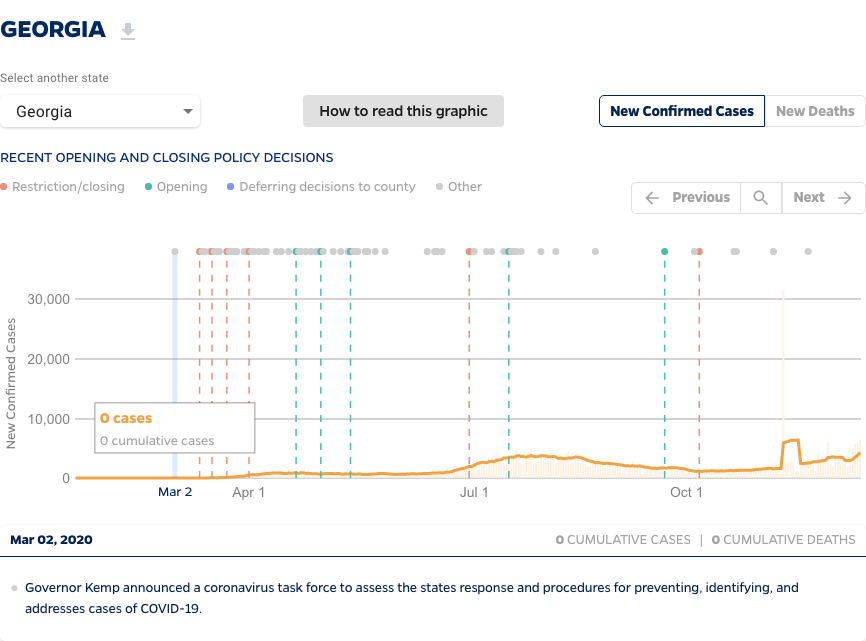 GEORGIA
Select another state
Georgia
How to read this graphic
New Confirmed Cases
New Deaths
RECENT OPENING AND CLOSING POLICY DECISIONS
Restriction/closing
Opening
Deferring decisions to county
Other
Previous
Next
New Confirmed Cases
30,000
20,000
10,000
0
0 cases
0 cumulative cases
Mar 2
Apr 1
Jul 1
Oct 1
Mar 02, 2020
0 CUMULATIVE CASES | 0 CUMULATIVE DEATHS
Governor Kemp announced a coronavirus task force to assess the states response and procedures for preventing, identifying, and
addresses cases of COVID-19.